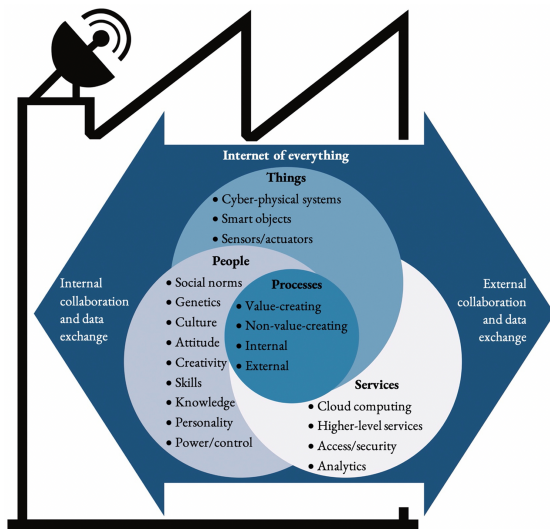 Internet of everything
Things
• Cyber-physical systems
• Smart objects
• Sensors/actuators
People
• Social norms
• Genetics
• Culture
• Attitude
• Creativity
• Skills
• Knowledge
• Personality
• Power/control
Processes
• Value-creating
• Non-value-creating
• Internal
• External
Internal
collaboration
and data
exchange
External
collaboration
and data
exchange
Services
• Cloud computing
• Higher-level services
• Access/security
• Analytics